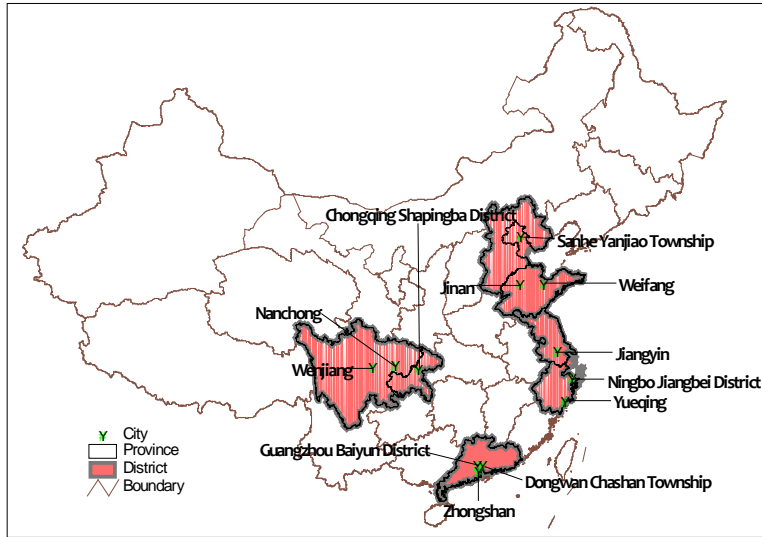 Chongqing Shapingba District
Sanhe Yanjiao Township
Jinan
Weifang
Nanchong
Wenjiang
Jiangyin
Ningbo Jiangbei District
Yueqing
Guangzhou Baiyun District
Dongwan Chashan Township
Zhongshan
City
Province
District
Boundary